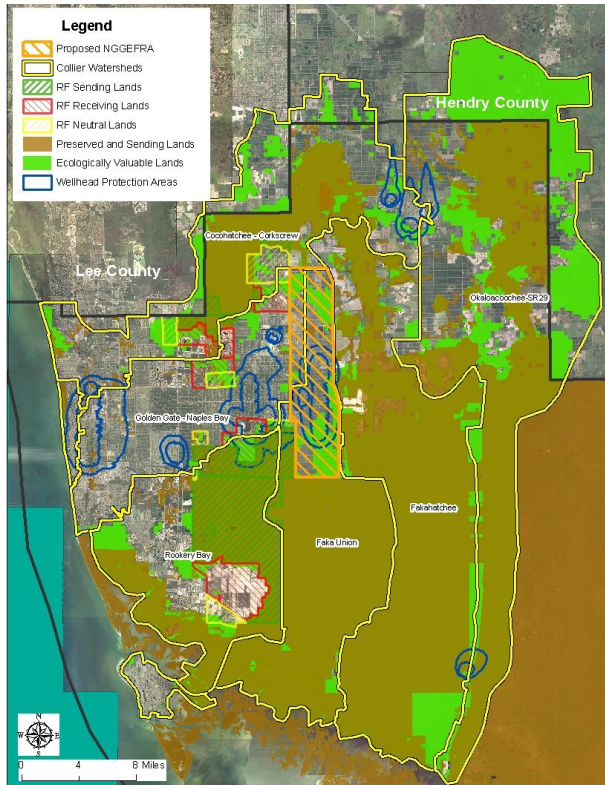 Legend
Proposed NGGEFRA
Collier Watersheds
RF Sending Lands
RF Receiving Lands
RF Neutral Lands
Preserved and Sending Lands
Ecologically Valuable Lands
Wellhead Protection Areas
Hendry County
Cocohatchee - Corkscrew
Lee County
Okaloacoochee-SR29
Golden Gate - Naples Bay
Fakahatchee
Faka Union
Rookery Bay
N
W E
S
0 4 8 Miles